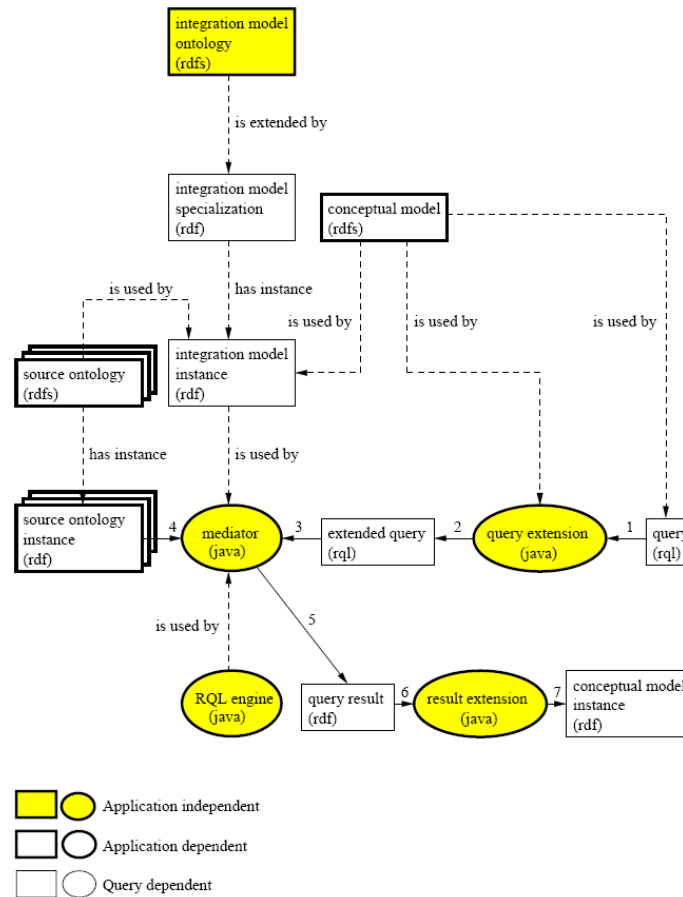 integration model
ontology
(rdfs)
is extended by
integration model
specialization
(rdf)
conceptual model
(rdfs)
has instance
is used by
is used by
is used by
is used by
source ontology
(rdfs)
integration model
instance
(rdf)
has instance
is used by
source ontology
instance
(rdf)
4
mediator
(java)
3
extended query
(rql)
2
query extension
(java)
1
query
(rql)
is used by
5
RQL engine
(java)
query result
(rdf)
6
result extension
(java)
7
conceptual model
instance
(rdf)
Application independent
Application dependent
Query dependent